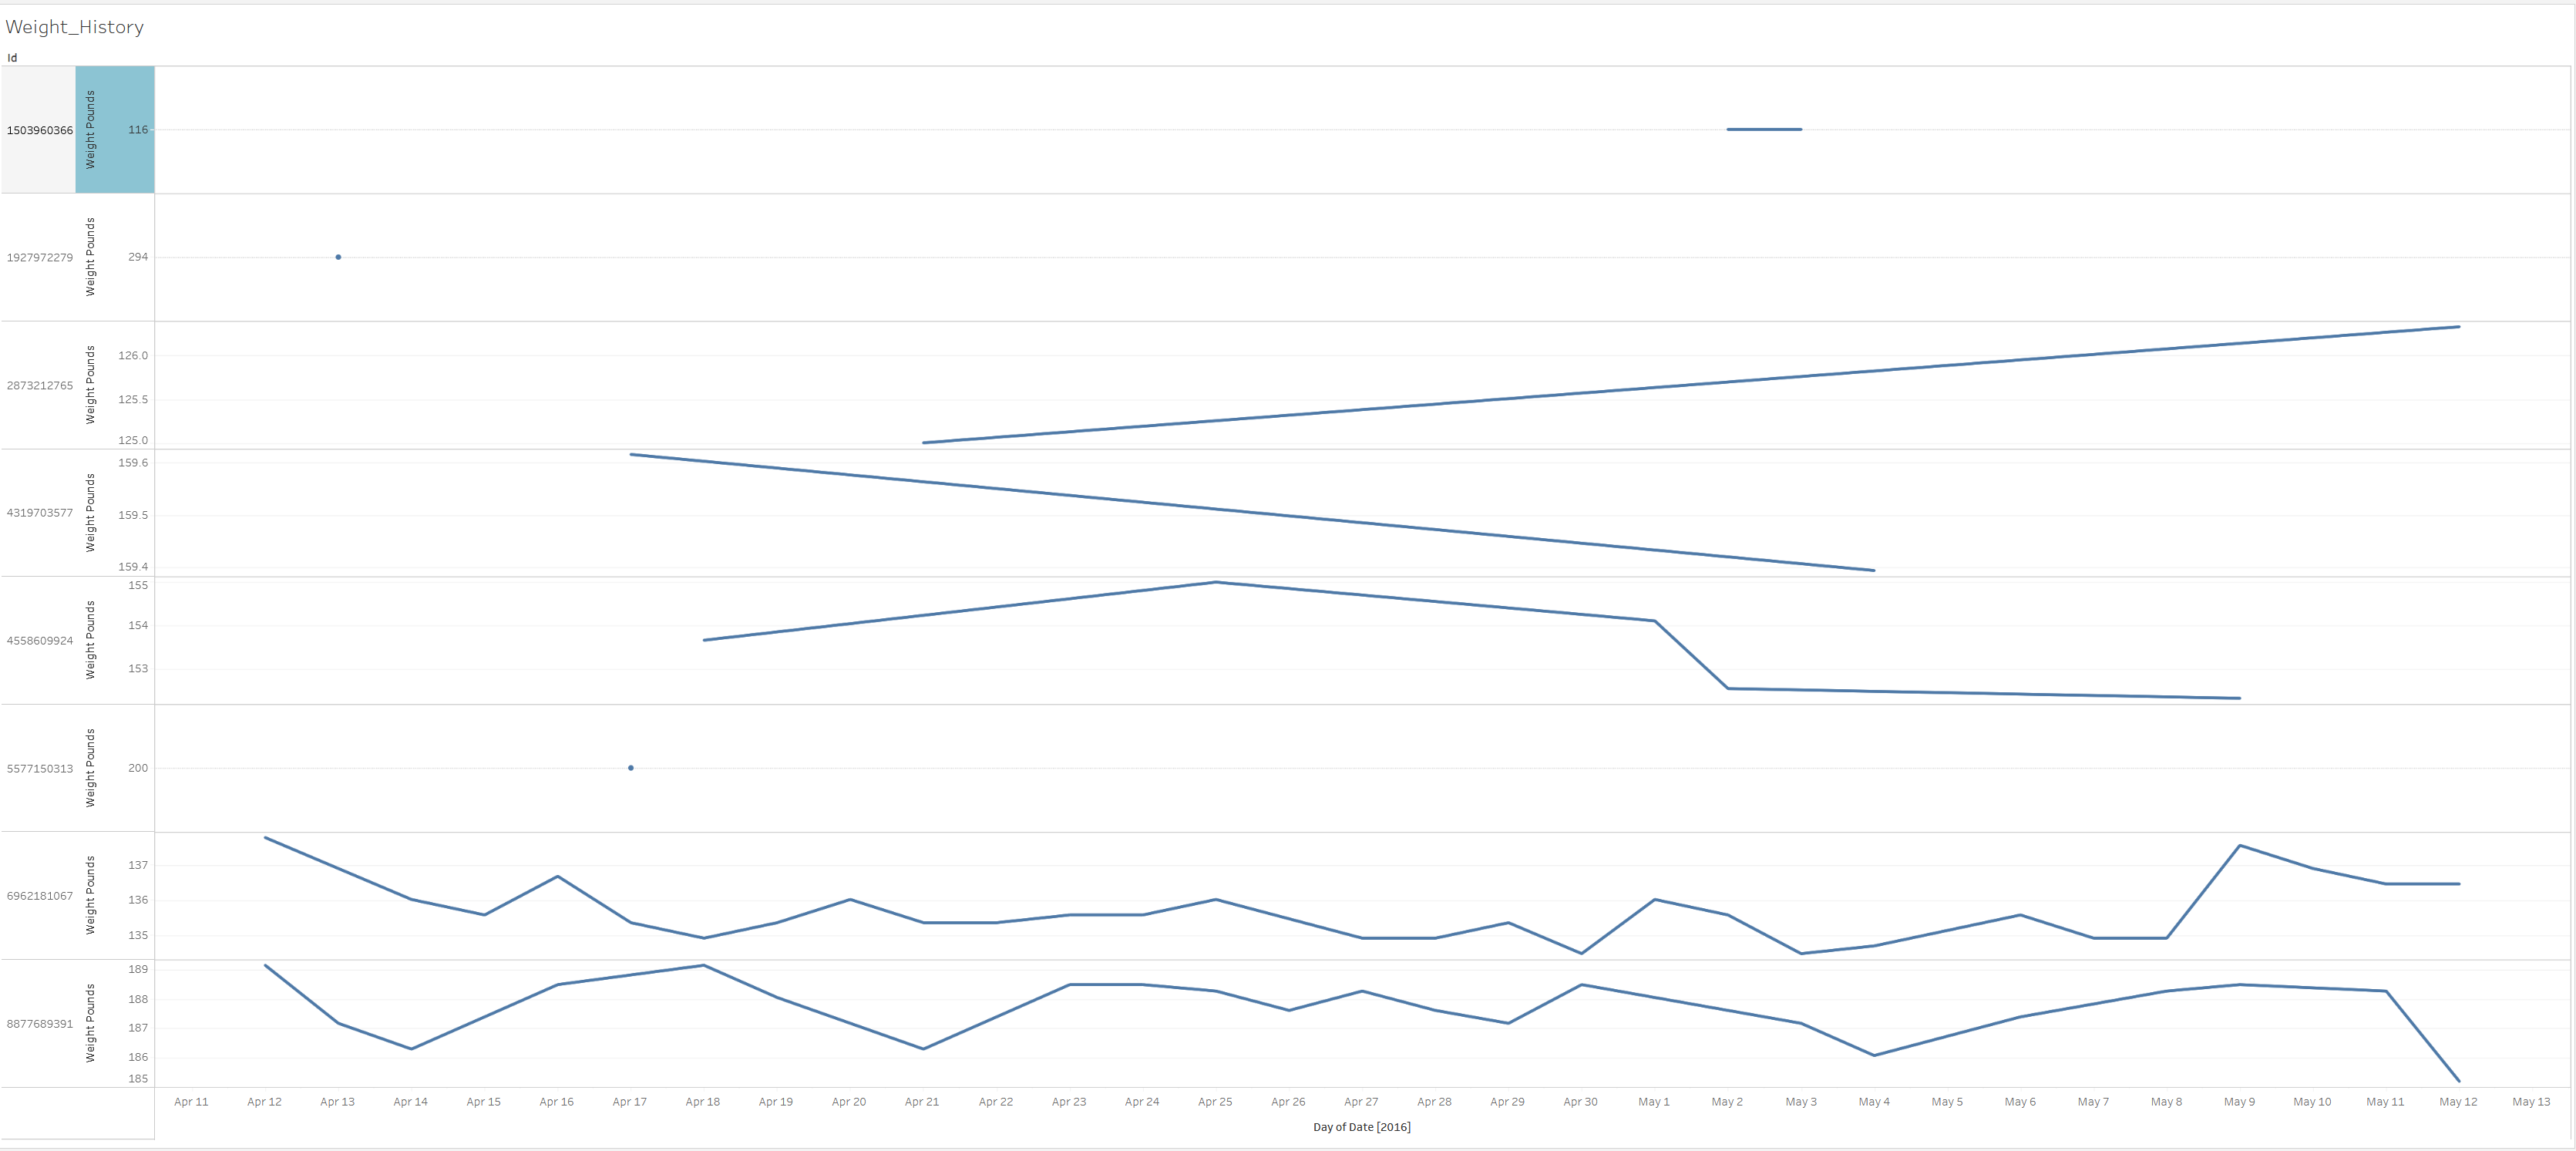 Weight_History
Id
1503960366 Weight Pounds 116
1927972279 Weight Pounds 294
2873212765 Weight Pounds 126.0 125.5 125.0
4319703577 Weight Pounds 159.6 159.5 159.4
4558609924 Weight Pounds 155 154 153
5577150313 Weight Pounds 200
6962181067 Weight Pounds 137 136 135
8877689391 Weight Pounds 189 188 187 186 185
Apr 11 Apr 12 Apr 13 Apr 14 Apr 15 Apr 16 Apr 17 Apr 18 Apr 19 Apr 20 Apr 21 Apr 22 Apr 23 Apr 24 Apr 25 Apr 26 Apr 27 Apr 28 Apr 29 Apr 30 May 1 May 2 May 3 May 4 May 5 May 6 May 7 May 8 May 9 May 10 May 11 May 12 May 13
Day of Date [2016]